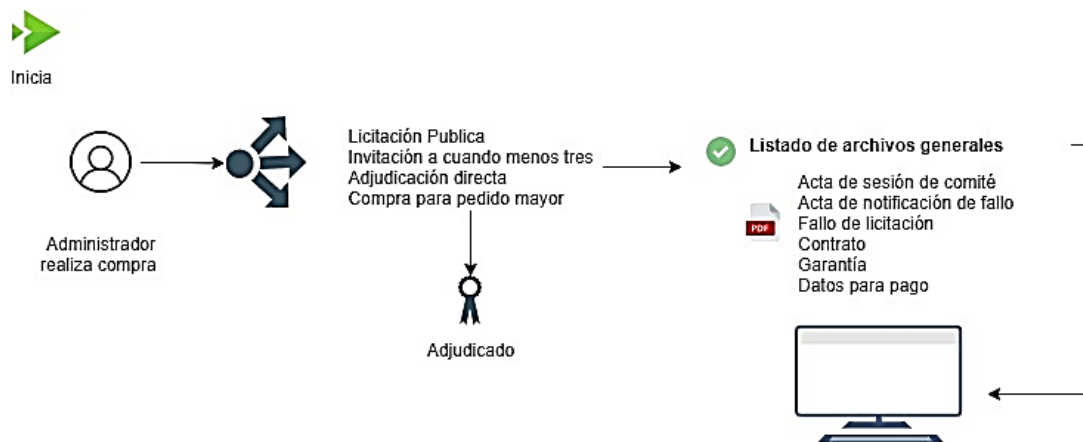 Inicia
Administrador
realiza compra
Licitación Publica
Invitación a cuando menos tres
Adjudicación directa
Compra para pedido mayor
Adjudicado
Listado de archivos generales
PDF
Acta de sesión de comité
Acta de notificación de fallo
Fallo de licitación
Contrato
Garantía
Datos para pago